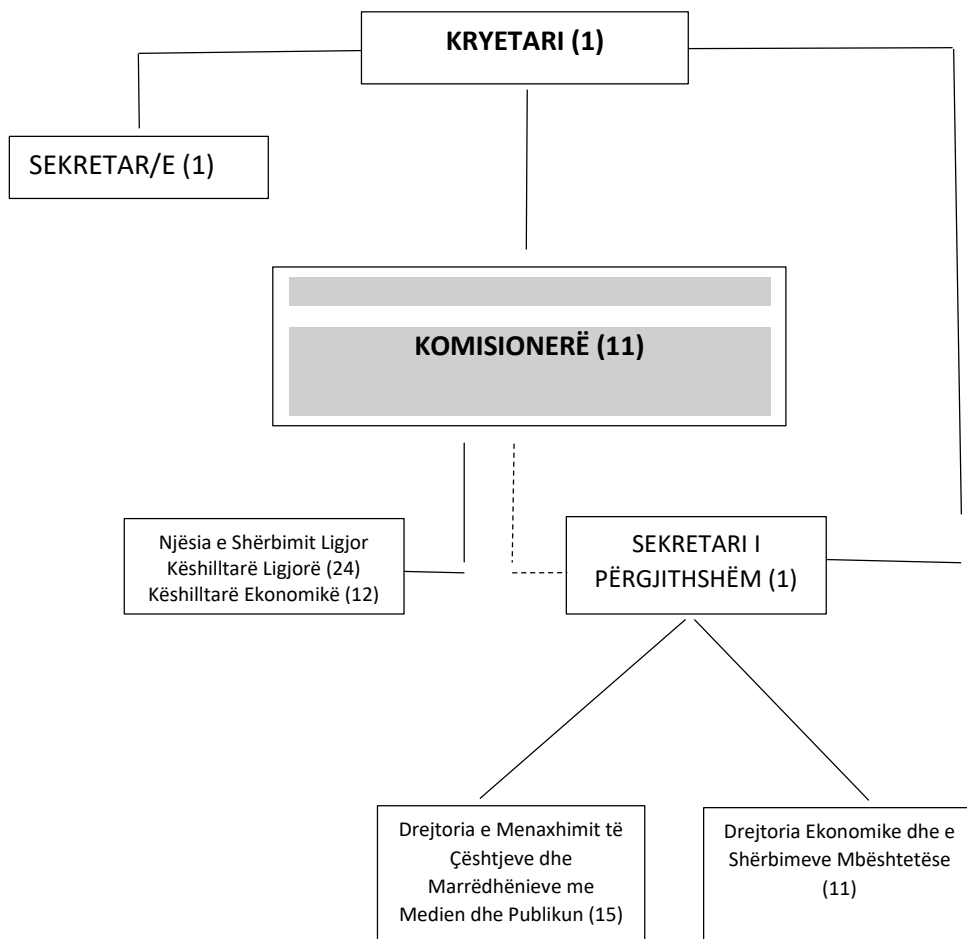 KRYETARI (1)
SEKRETAR/E (1)
KOMISIONERË (11)
Njësia e Shërbimit Ligjor
Këshilltarë Ligjorë (24)
Këshilltarë Ekonomikë (12)
SEKRETARI I
PËRGJITHSHËM (1)
Drejtoria e Menaxhimit të
Çështjeve dhe
Marrëdhënieve me
Medien dhe Publikun (15)
Drejtoria Ekonomike dhe e
Shërbimeve Mbështetëse
(11)